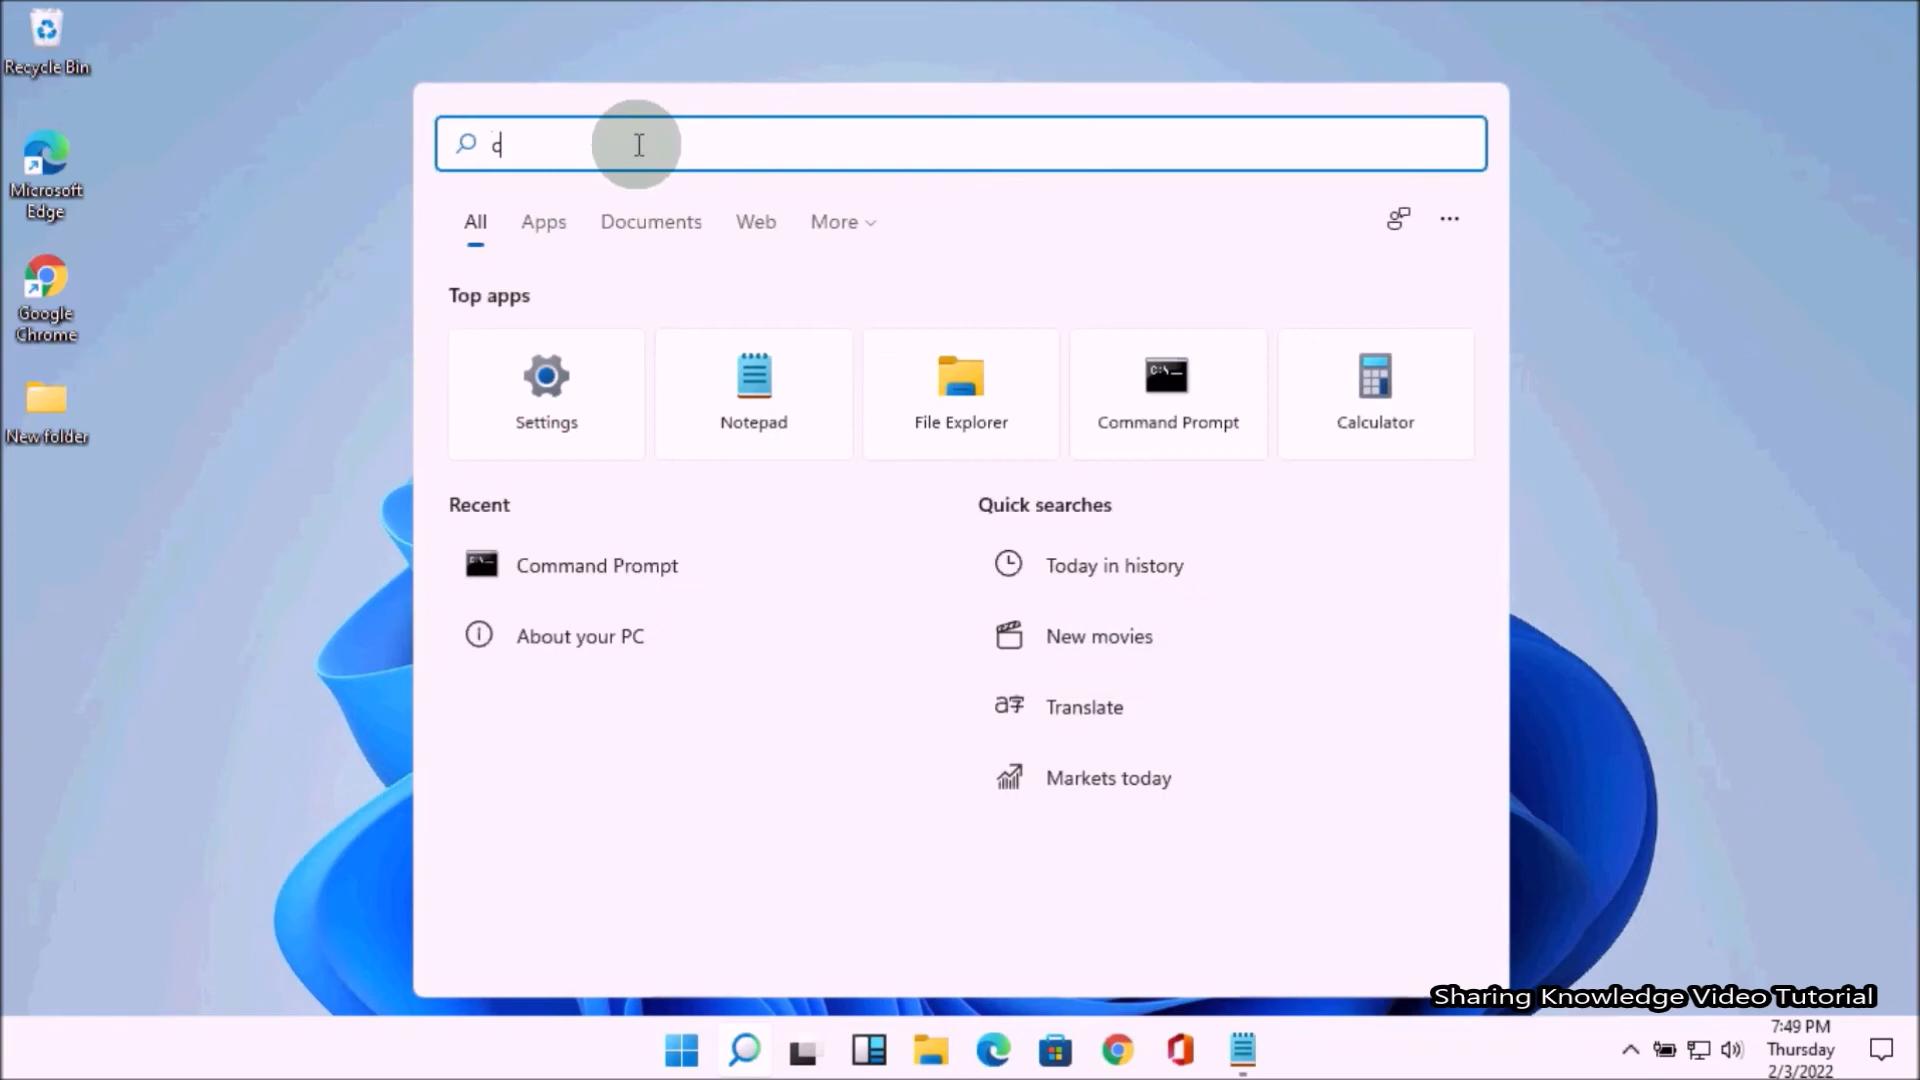 Recycle Bin
Microsoft
Edge
Google
Chrome
New folder
c
All Apps Documents Web More
Top apps
Settings Notepad File Explorer Command Prompt Calculator
Recent
Command Prompt
About your PC
Quick searches
Today in history
New movies
Translate
Markets today
Sharing Knowledge Video Tutorial
7:49 PM
Thursday
2/3/2022